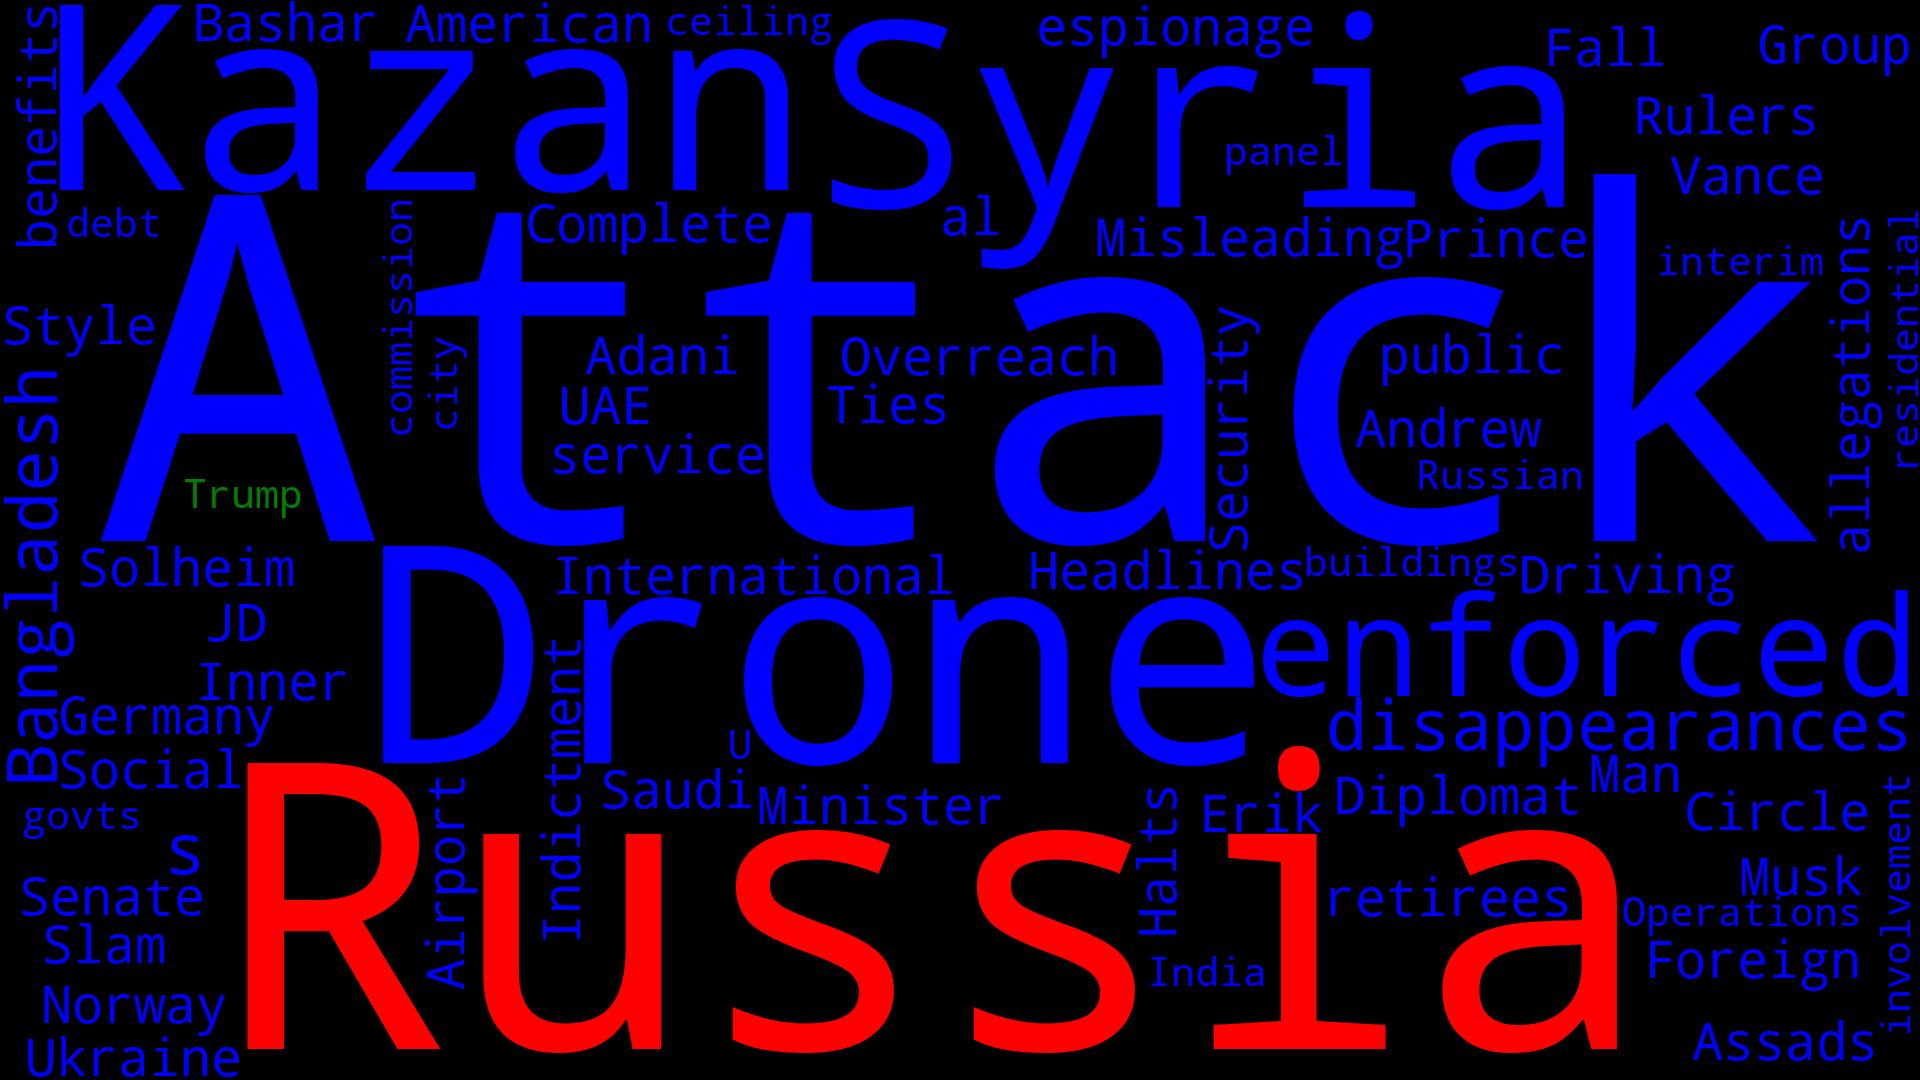 Bashar
American
ceiling
espionage
Fall
Group
benefits
Kazan
Syria
panel
Rulers
Vance
debt
commission
Complete
al
Misleading
Prince
interim
allegations
residential
Style
Attack
city
Adani
Overreach
Security
public
UAE
Ties
service
Andrew
Russian
Bangladesh
Trump
Solheim
International
Headlines
buildings
Driving
JD
Drone
enforced
Inner
Indictment
Germany
disappearances
Social
U
Saudi
Minister
Erik
Diplomat
Man
Circle
govts
s
Airport
Halts
involvement
Russia
Senate
retirees
Musk
Operations
Slam
India
Foreign
Norway
Assads
Ukraine